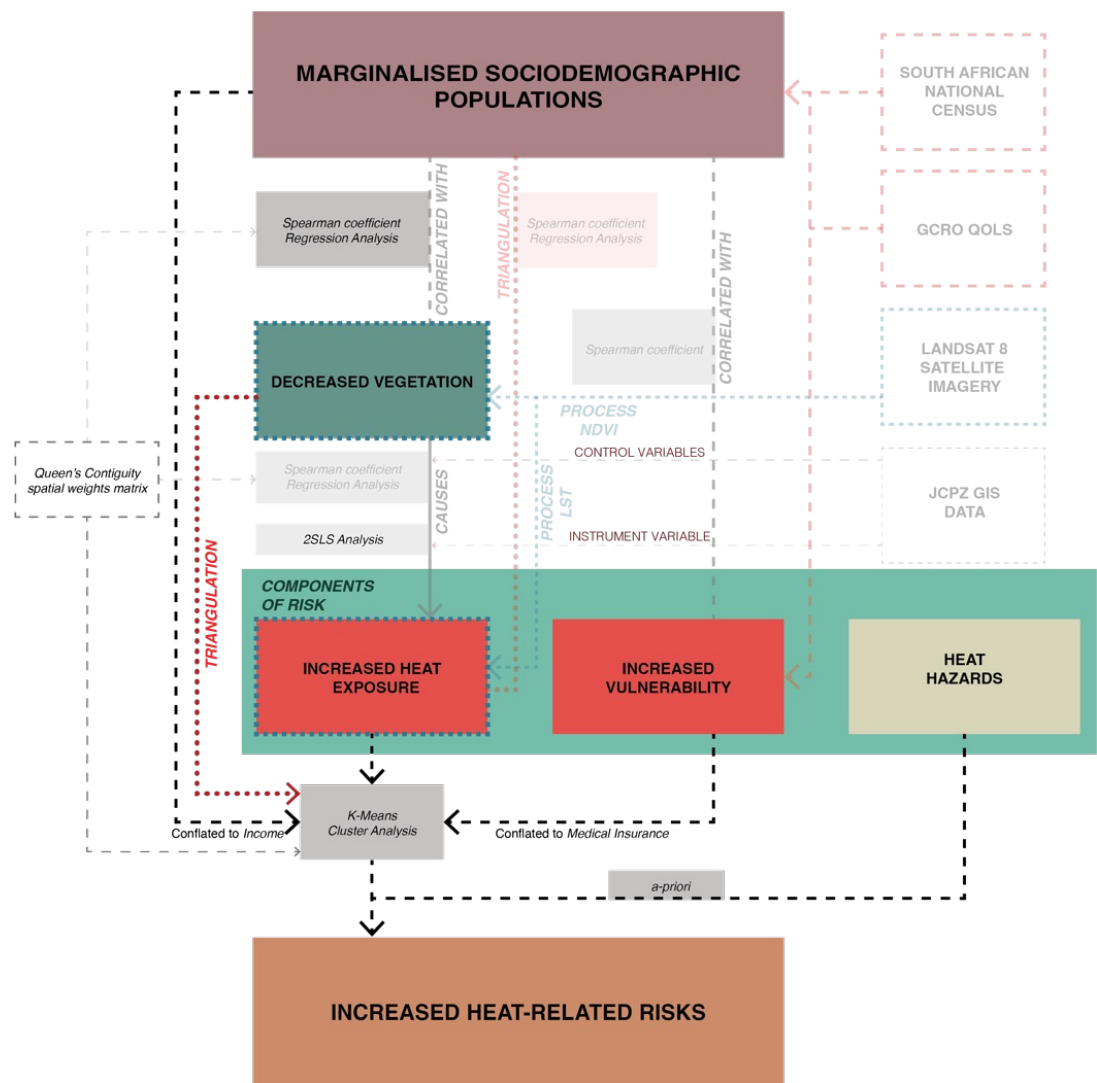 MARGINALISED SOCIODEMOGRAPHIC
POPULATIONS
SOUTH AFRICAN
NATIONAL
CENSUS
Spearman coefficient
Regression Analysis
CORRELATED WITH
TRIANGULATION
Spearman coefficient
Regression Analysis
CORRELATED WITH
GCRO QOLS
DECREASED VEGETATION
Spearman coefficient
LANDSAT 8
SATELLITE
IMAGERY
PROCESS
NDVI
Queen's Contiguity
spatial weights matrix
Spearman coefficient
Regression Analysis
CAUSES
CONTROL VARIABLES
PROCESS
LST
JCPZ GIS
DATA
2SLS Analysis
INSTRUMENT VARIABLE
TRIANGULATION
COMPONENTS
OF RISK
INCREASED HEAT
EXPOSURE
INCREASED
VULNERABILITY
HEAT
HAZARDS
K-Means
Cluster Analysis
Conflated to Income
Conflated to Medical Insurance
a-priori
INCREASED HEAT-RELATED RISKS